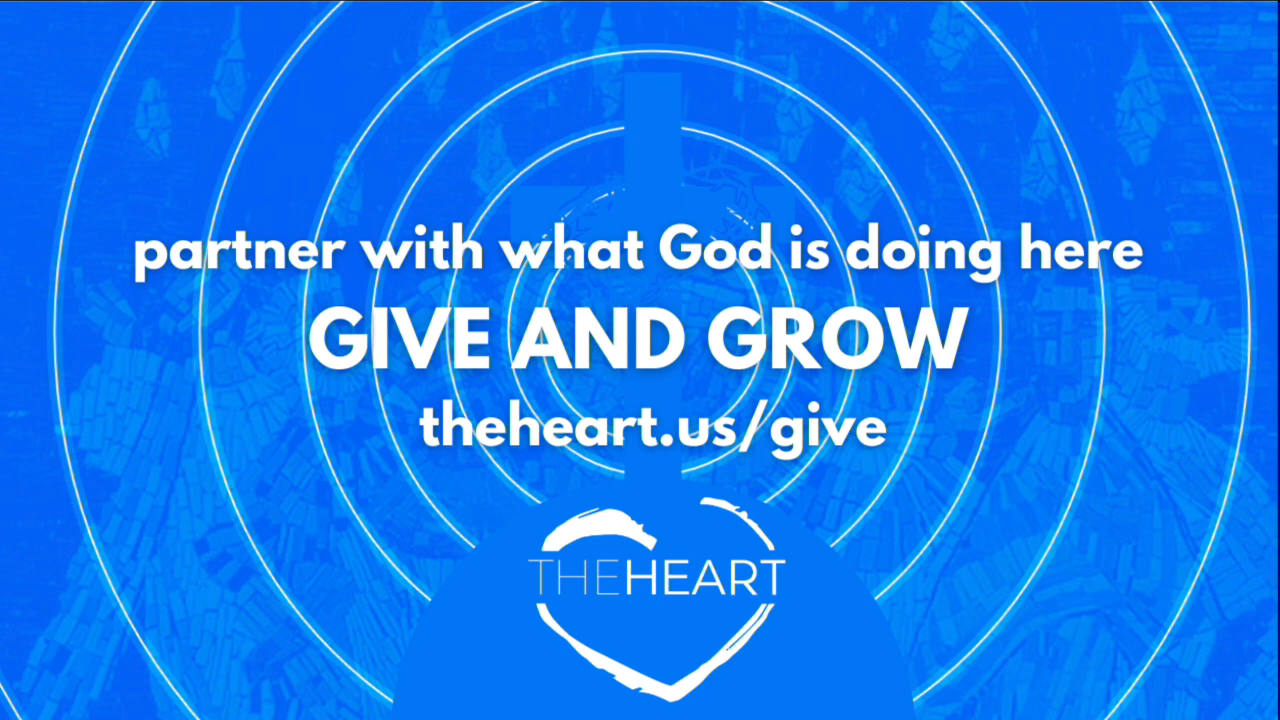 partner with what God is doing here
GIVE AND GROW
theheart.us/give
THEHEART